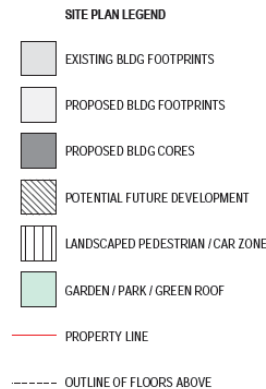 SITE PLAN LEGEND
EXISTING BLDG FOOTPRINTS
PROPOSED BLDG FOOTPRINTS
PROPOSED BLDG CORES
POTENTIAL FUTURE DEVELOPMENT
LANDSCAPED PEDESTRIAN / CAR ZONE
GARDEN / PARK / GREEN ROOF
PROPERTY LINE
OUTLINE OF FLOORS ABOVE